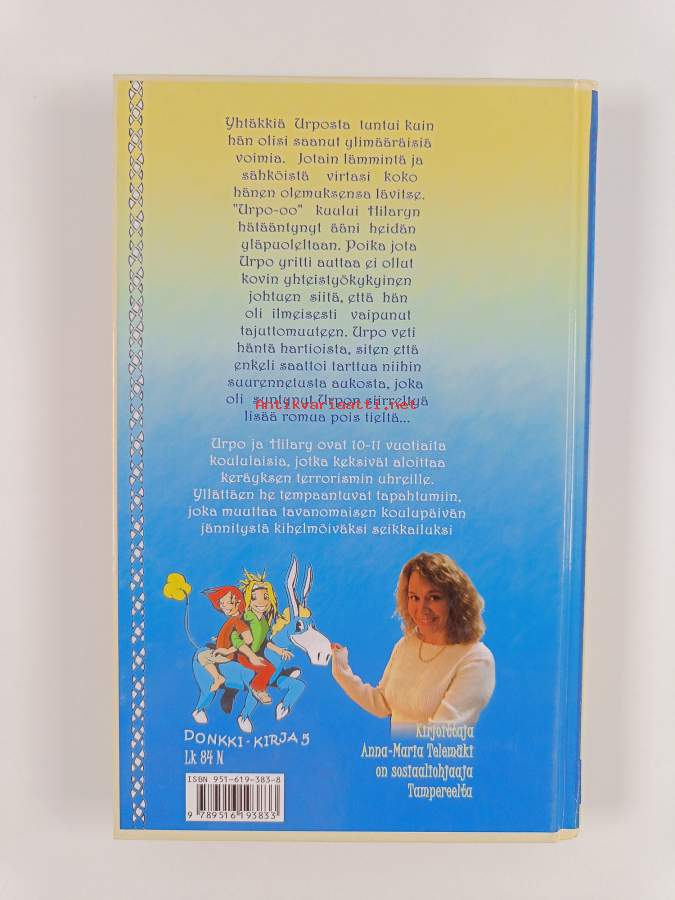 Yhtäkkiä Urposta tuntui kuin
hän olisi saanut ylimääräisiä
voimia. Jotain lämmintä ja
sähköistä virtasi koko
hänen olemuksensa lävitse.
"Urpo-oo" kuului Hilaryn
hätääntynyt ääni heidän
yläpuoleltaan. Poika jota
Urpo yritti auttaa ei ollut
kovin yhteistyökykyinen
johtuen siitä, että hän
oli ilmeisesti vaipunut
tajuttomuuteen. Urpo veti
häntä hartioista, siten että
enkeli saattoi tarttua niihin
suurennetusta aukosta, joka
oli syntynyt Urpon siirreltyä
Antikvariaatti.net
lisää romua pois tieltä...
Urpo ja Hilary ovat 10-11 vuotiaita
koululaisia, jotka keksivät aloittaa
keräyksen terrorismin uhreille.
Yllättäen he tempaantuvat tapahtumiin,
joka muuttaa tavanomaisen koulupäivän
jännitystä kihelmöiväksi seikkailuksi
DONKKI-KIRJA 5
Lk 84 N
ISBN 951-619-383-8
9 789516 193833
Kirjoittaja
Anna-Maria Telemäki
on sosiaaliohjaaja
Tampereelta